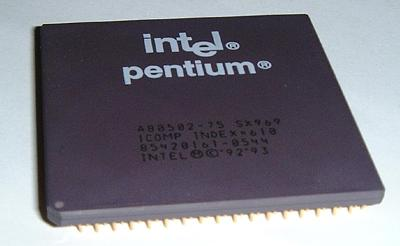 intel®
pentium®
A80502-75 SX969
ICOMP INDEX=610
85420161-0544
INTEL Ⓜ © '92 '93